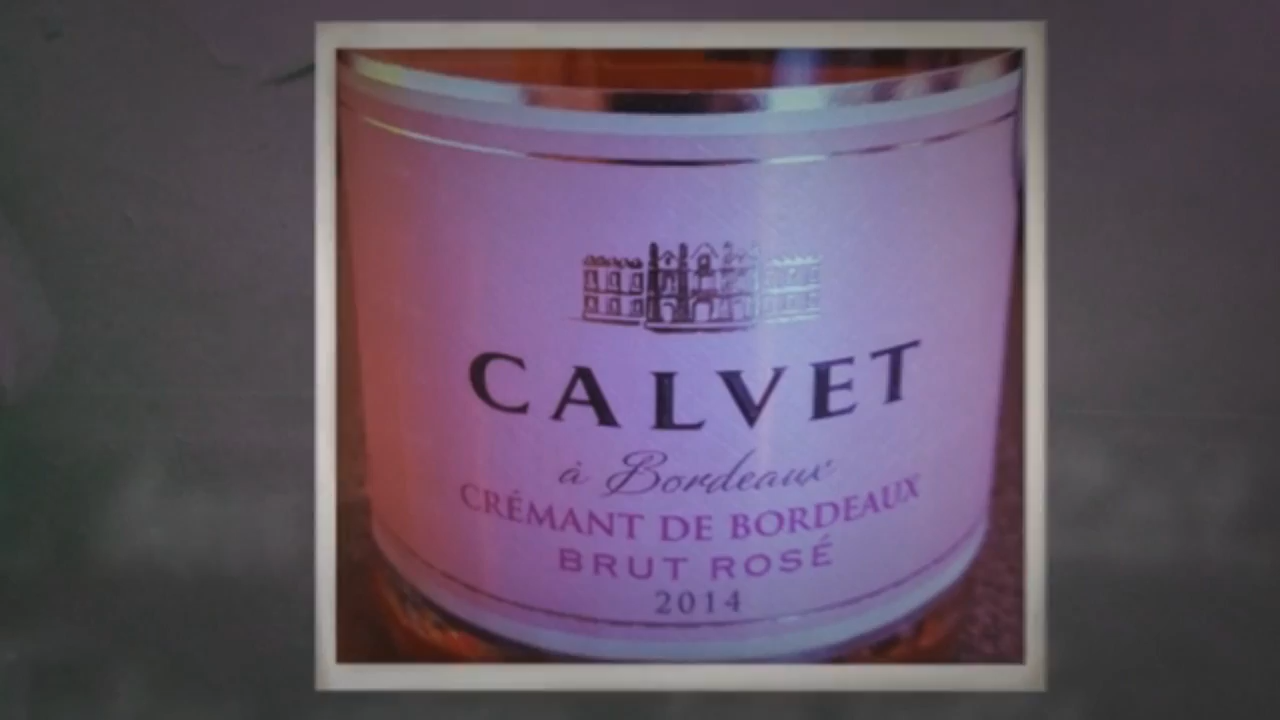 CALVET
à Bordeaux
CRÉMANT DE BORDEAUX
BRUT ROSÉ
2014